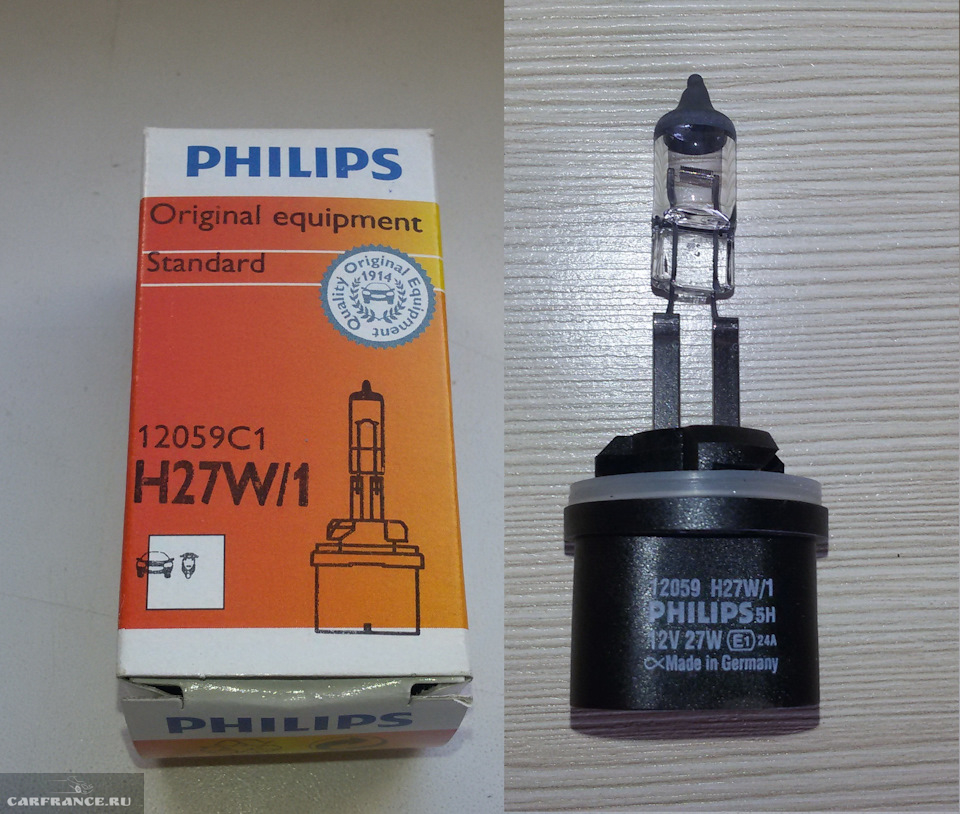 PHILIPS
Original equipment
Standard
Quality Original Equipment
1914
12059C1
H27W/1
PHILIPS
CARFRANCE.RU
12059 H27W/1
PHILIPS 5H
12V 27W E1 24A
Made in Germany